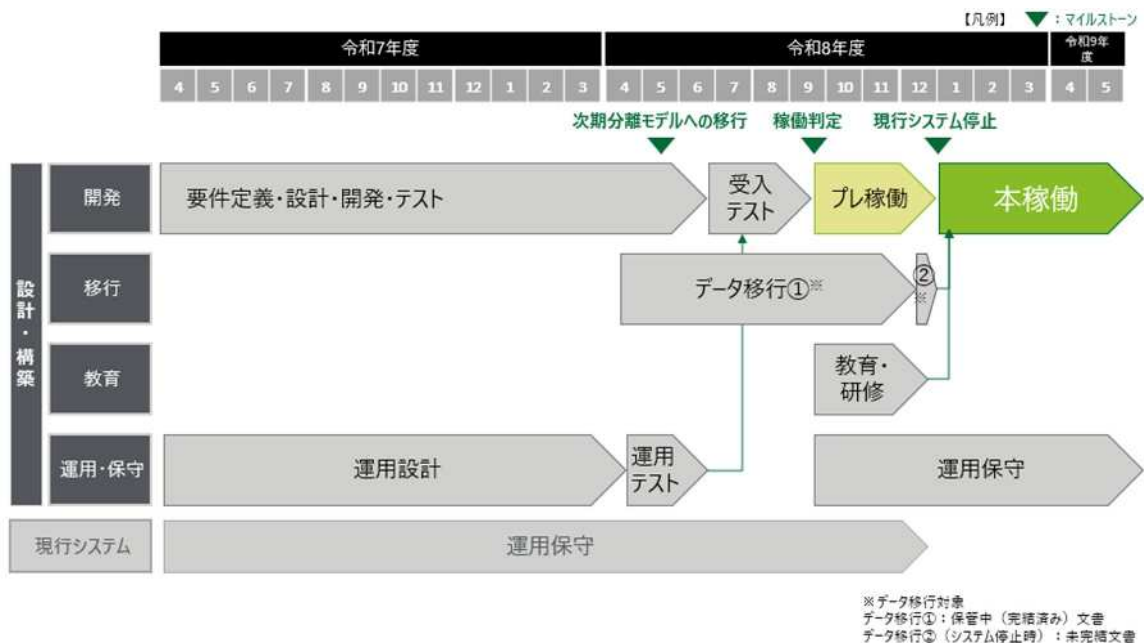 【凡例】 ▼：マイルストーン
令和7年度 令和8年度 令和9年
度
4 5 6 7 8 9 10 11 12 1 2 3 4 5 6 7 8 9 10 11 12 1 2 3 4 5
次期分離モデルへの移行 稼働判定 現行システム停止
設計・構築
開発
要件定義・設計・開発・テスト
受入
テスト
プレ稼働
本稼働
移行
データ移行①※
②
※
教育
教育・
研修
運用・保守
運用設計
運用
テスト
運用保守
現行システム
運用保守
※データ移行対象
データ移行①：保管中（完結済み）文書
データ移行②（システム停止時）：未完結文書